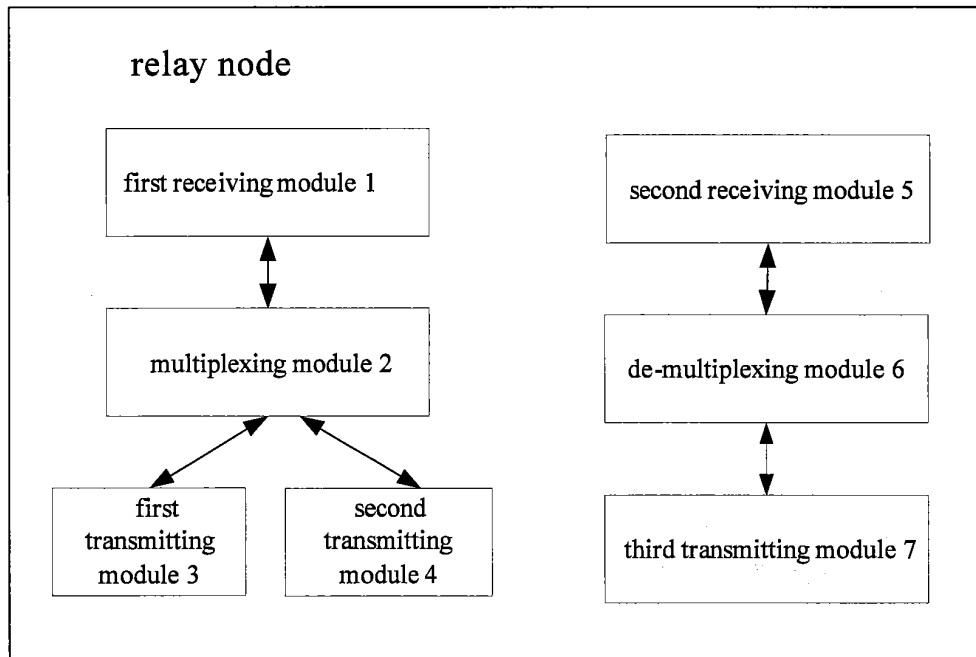 relay node
first receiving module 1
multiplexing module 2
first
transmitting
module 3
second
transmitting
module 4
second receiving module 5
de-multiplexing module 6
third transmitting module 7